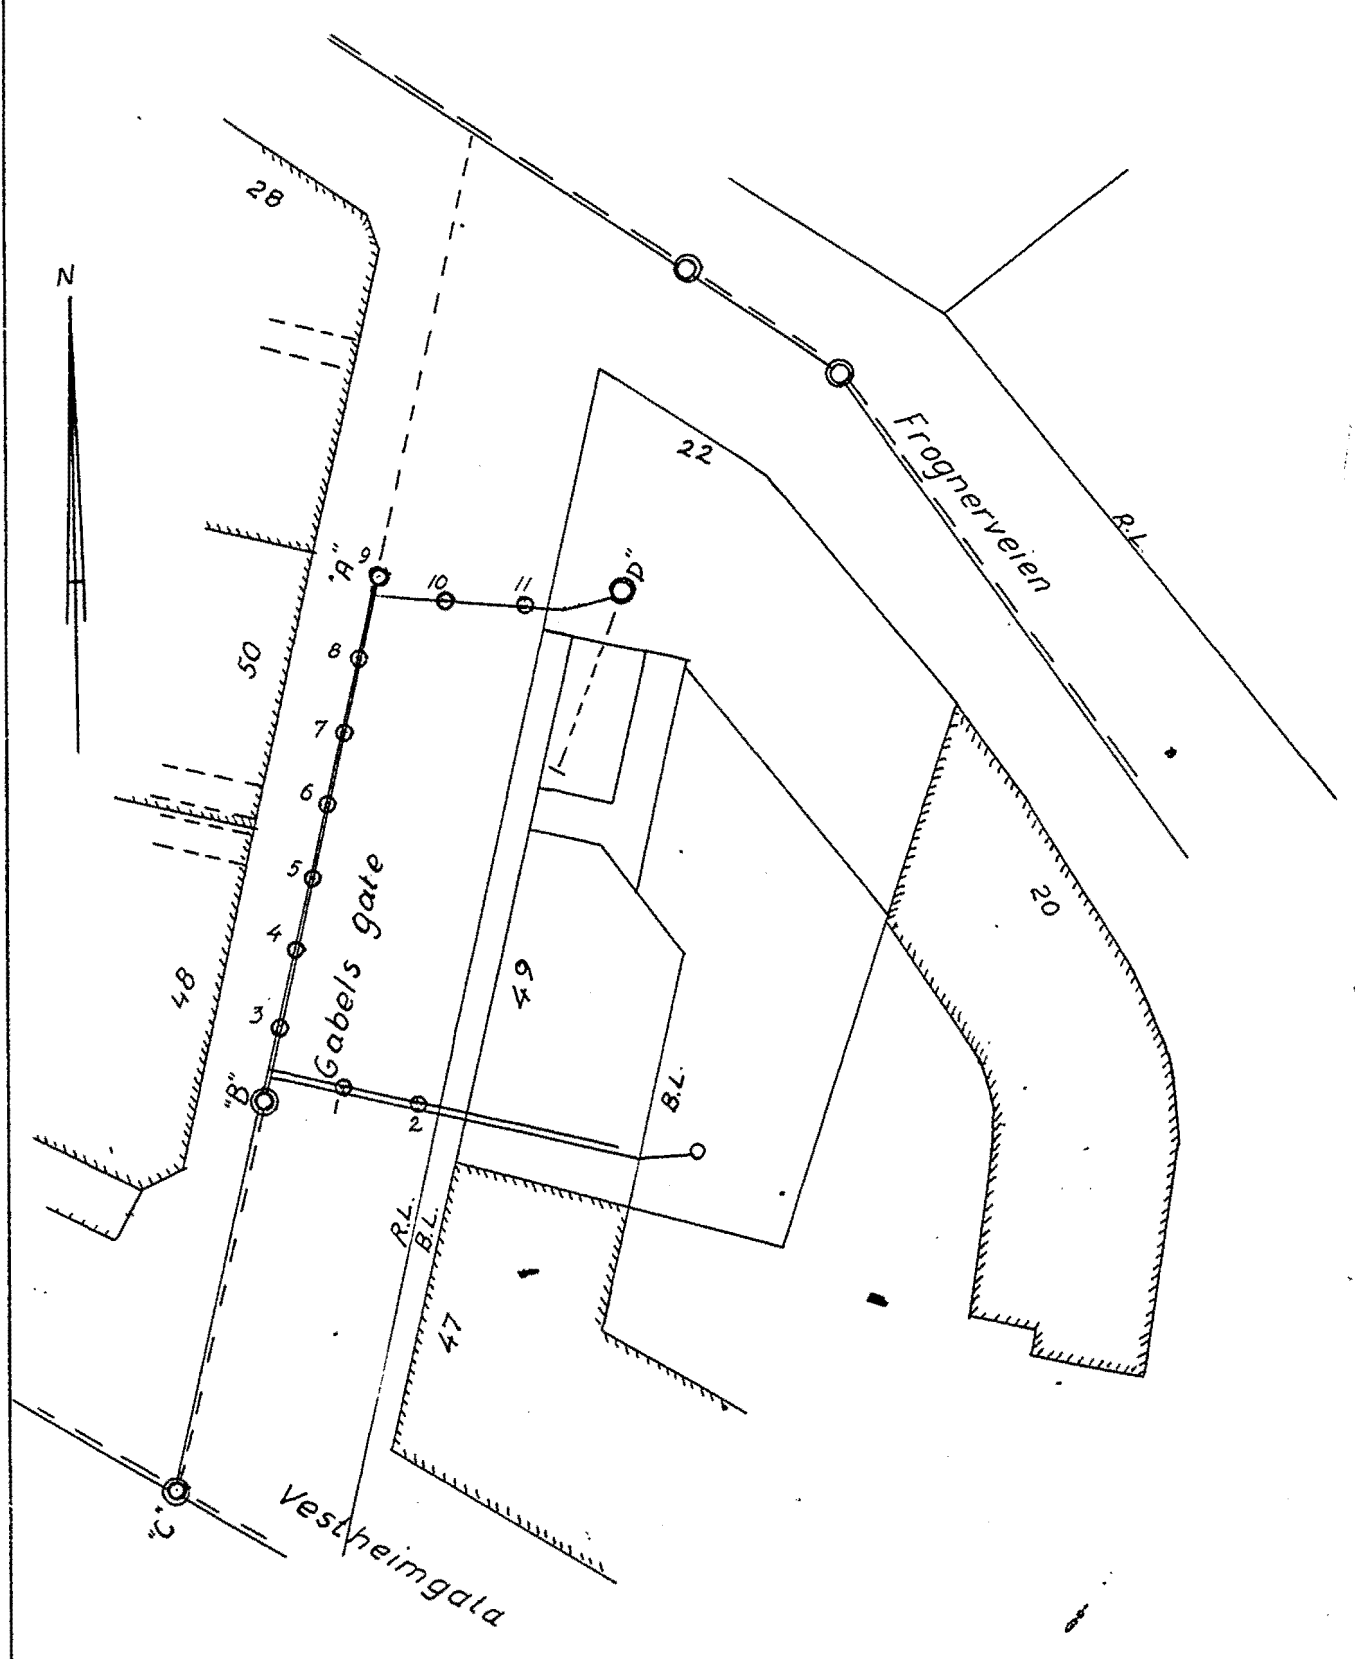 28
N
22
Frognerveien
R.L.
"A"
9
10
11
"D"
8
50
7
6
5
Gabels gate
4
20
48
49
3
"B"
1
2
B.L.
R.L.
B.L.
47
"C"
Vestheimgata